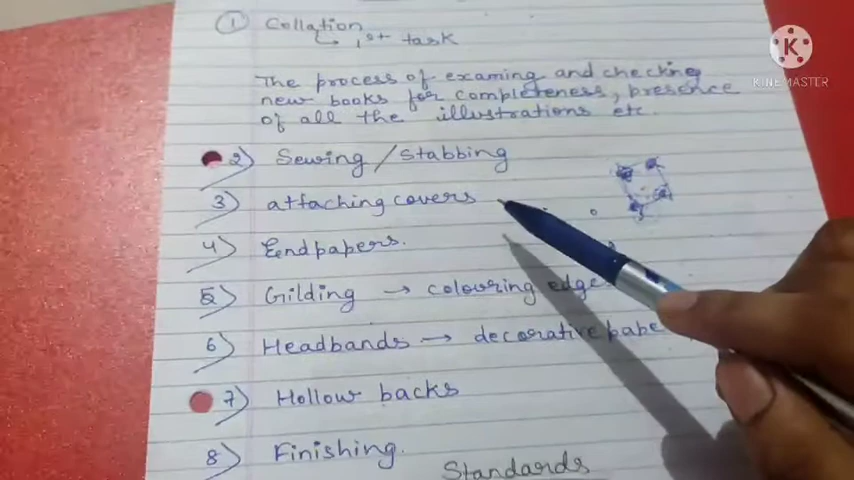 ① Collation
↳ 1st task
K
KINEMASTER
The process of examing and checking
new books for completeness, presence
of all the illustrations etc.
2) Sewing / Stabbing
3) attaching covers
4) Endpapers.
5) Gilding → colouring edge
6) Headbands → decorative pape
7) Hollow backs
8) Finishing.
Standards